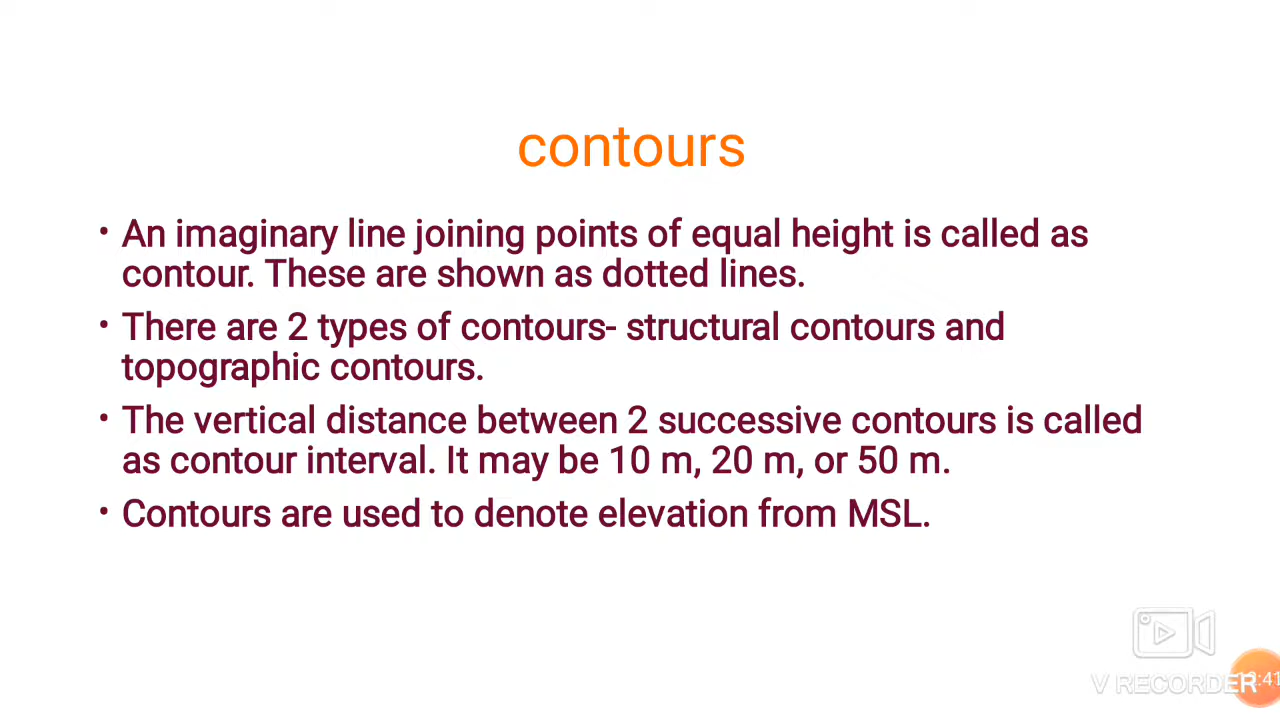 contours
• An imaginary line joining points of equal height is called as
contour. These are shown as dotted lines.
• There are 2 types of contours- structural contours and
topographic contours.
• The vertical distance between 2 successive contours is called
as contour interval. It may be 10 m, 20 m, or 50 m.
• Contours are used to denote elevation from MSL.
V RECORDER